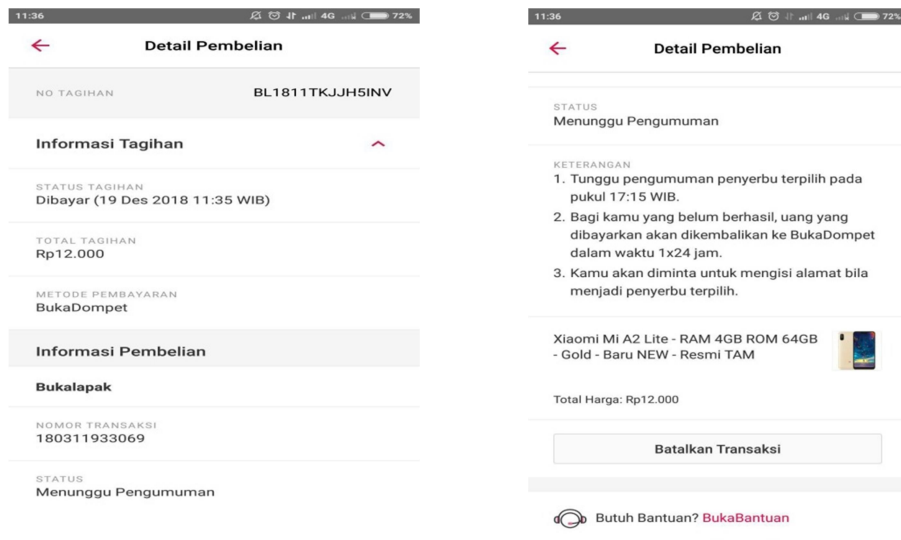 11:36
4G
72%
Detail Pembelian
NO TAGIHAN
BL1811TKJJH5INV
Informasi Tagihan
STATUS TAGIHAN
Dibayar (19 Des 2018 11:35 WIB)
TOTAL TAGIHAN
Rp12.000
METODE PEMBAYARAN
BukaDompet
Informasi Pembelian
Bukalapak
NOMOR TRANSAKSI
180311933069
STATUS
Menunggu Pengumuman
11:36
4G
72%
Detail Pembelian
STATUS
Menunggu Pengumuman
KETERANGAN
1. Tunggu pengumuman penyerbu terpilih pada
pukul 17:15 WIB.
2. Bagi kamu yang belum berhasil, uang yang
dibayarkan akan dikembalikan ke BukaDompet
dalam waktu 1x24 jam.
3. Kamu akan diminta untuk mengisi alamat bila
menjadi penyerbu terpilih.
Xiaomi Mi A2 Lite - RAM 4GB ROM 64GB
- Gold - Baru NEW - Resmi TAM
Total Harga: Rp12.000
Batalkan Transaksi
Butuh Bantuan? BukaBantuan